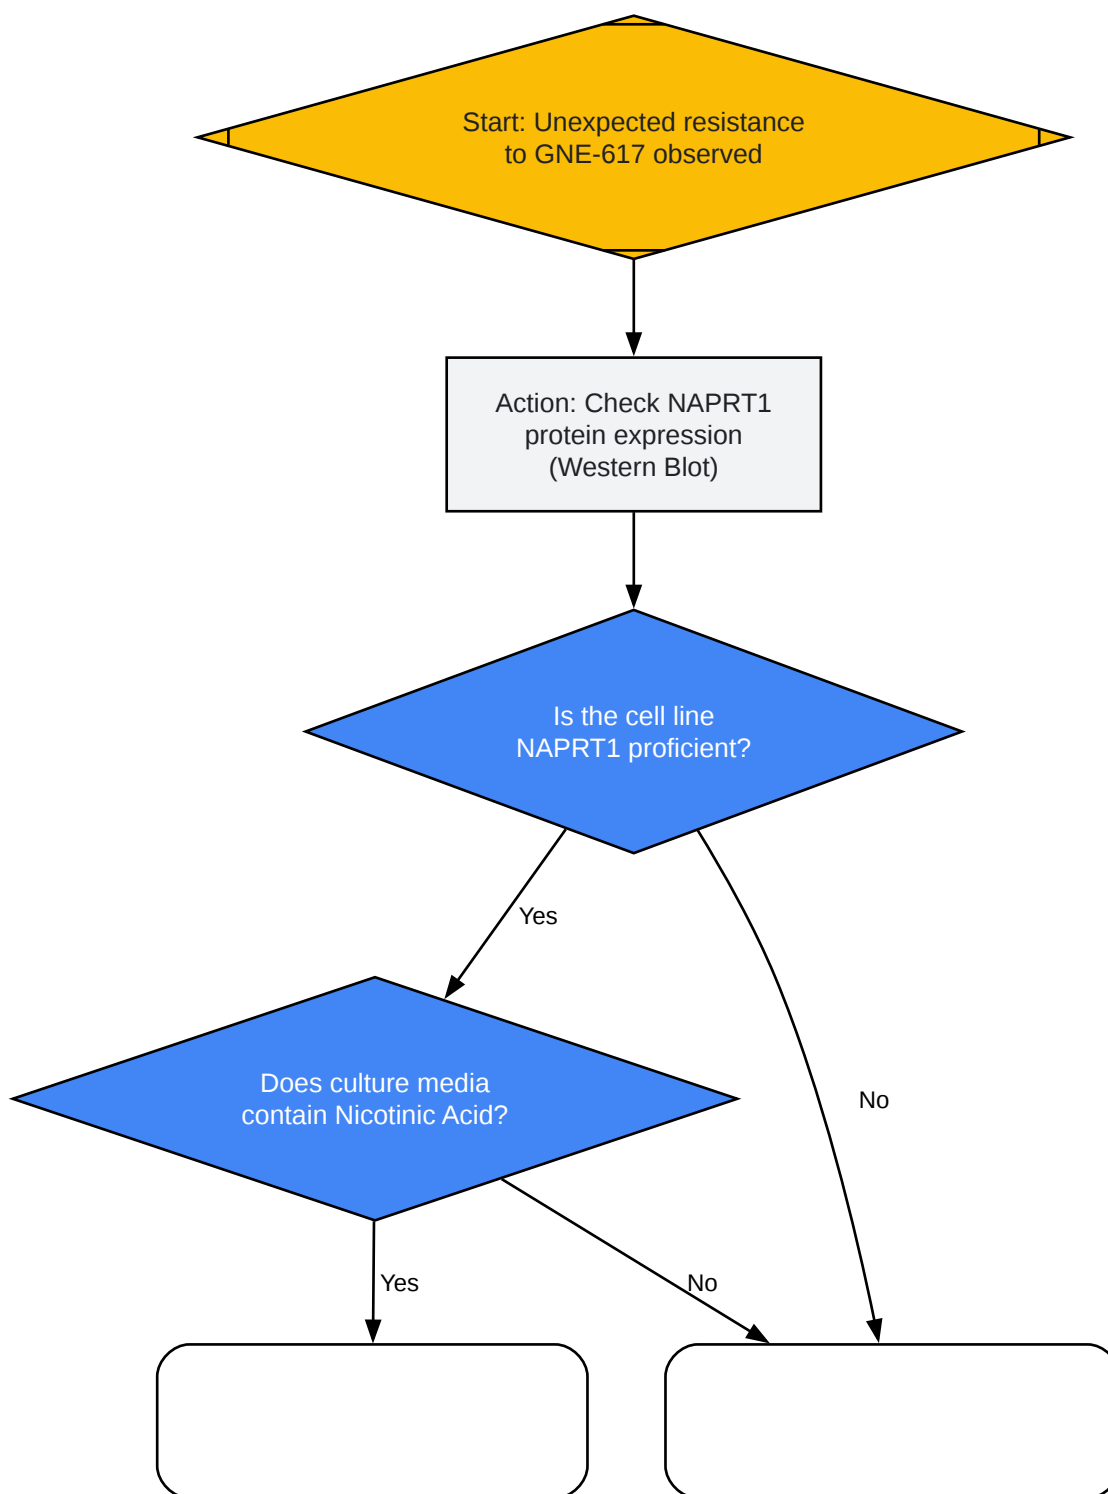 Start: Unexpected resistance
to GNE-617 observed
Action: Check NAPRT1
protein expression
(Western Blot)
Is the cell line
NAPRT1 proficient?
Yes
No
Does culture media
contain Nicotinic Acid?
Yes
No